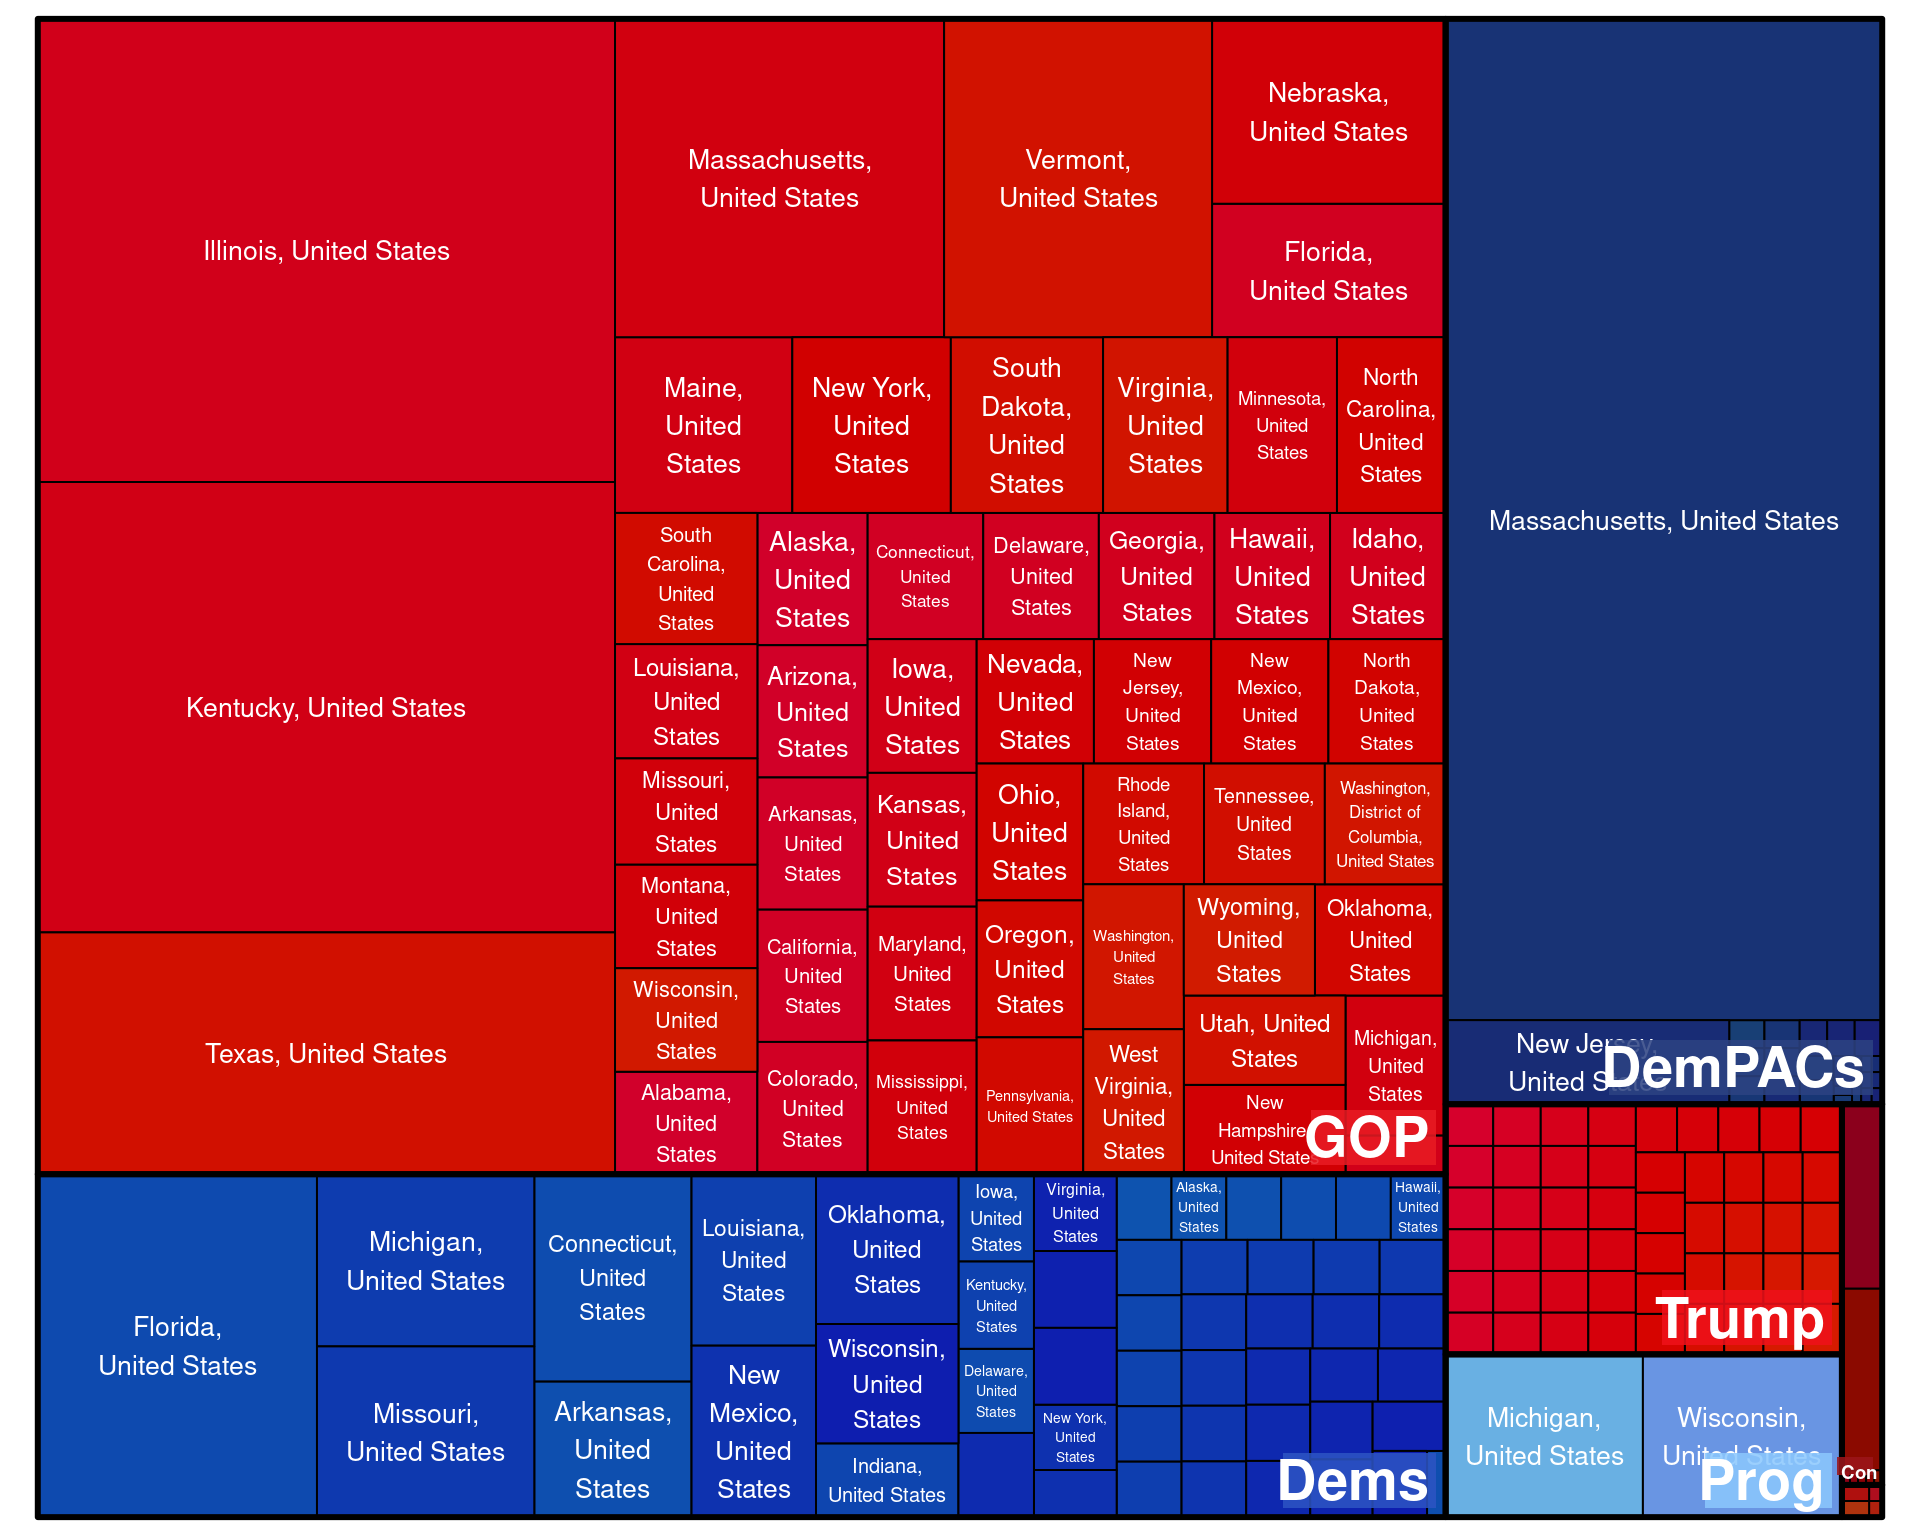 Illinois, United States
Kentucky, United States
Texas, United States
Massachusetts,
United States
Vermont,
United States
Nebraska,
United States
Florida,
United States
Maine,
United
States
New York,
United
States
South
Dakota,
United
States
Virginia,
United
States
Minnesota,
United
States
North
Carolina,
United
States
South
Carolina,
United
States
Louisiana,
United
States
Missouri,
United
States
Montana,
United
States
Wisconsin,
United
States
Alabama,
United
States
Alaska,
United
States
Arizona,
United
States
Arkansas,
United
States
California,
United
States
Colorado,
United
States
Connecticut,
United
States
Delaware,
United
States
Georgia,
United
States
Hawaii,
United
States
Idaho,
United
States
Iowa,
United
States
Kansas,
United
States
Maryland,
United
States
Mississippi,
United
States
Nevada,
United
States
New
Jersey,
United
States
New
Mexico,
United
States
North
Dakota,
United
States
Ohio,
United
States
Oregon,
United
States
Pennsylvania,
United States
Rhode
Island,
United
States
Tennessee,
United
States
Washington,
District of
Columbia,
United States
Washington,
United
States
West
Virginia,
United
States
Wyoming,
United
States
Oklahoma,
United
States
Utah, United
States
Michigan,
United
States
New
Hampshire
United States
GOP
Massachusetts, United States
New Jersey,
United States
DemPACs
Trump
Michigan,
United States
Wisconsin,
United States
Prog
Con
Florida,
United States
Michigan,
United States
Missouri,
United States
Connecticut,
United
States
Arkansas,
United
States
Louisiana,
United
States
New
Mexico,
United
States
Oklahoma,
United
States
Wisconsin,
United
States
Indiana,
United States
Iowa,
United
States
Kentucky,
United
States
Delaware,
United
States
Virginia,
United
States
New York,
United
States
Alaska,
United
States
Hawaii,
United
States
Dems